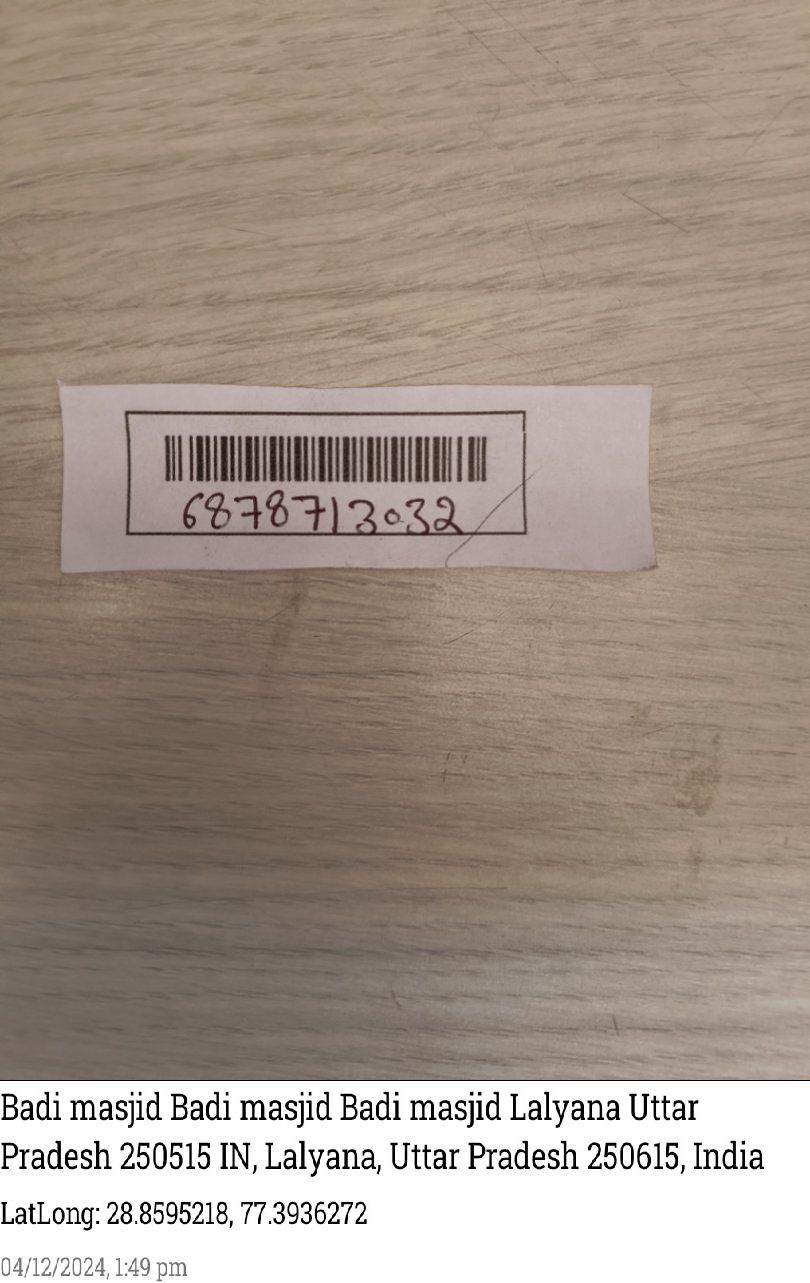 6878713032
Badi masjid Badi masjid Badi masjid Lalyana Uttar
Pradesh 250515 IN, Lalyana, Uttar Pradesh 250615, India
LatLong: 28.8595218, 77.3936272
04/12/2024, 1:49 pm